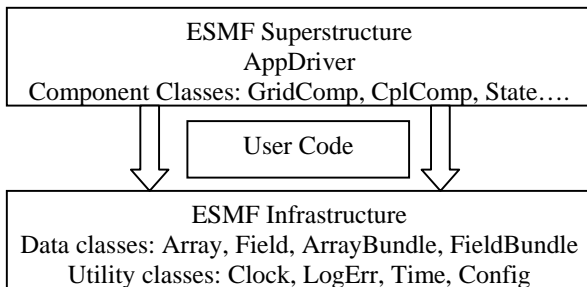 ESMF Superstructure
AppDriver
Component Classes: GridComp, CplComp, State….
User Code
ESMF Infrastructure
Data classes: Array, Field, ArrayBundle, FieldBundle
Utility classes: Clock, LogErr, Time, Config